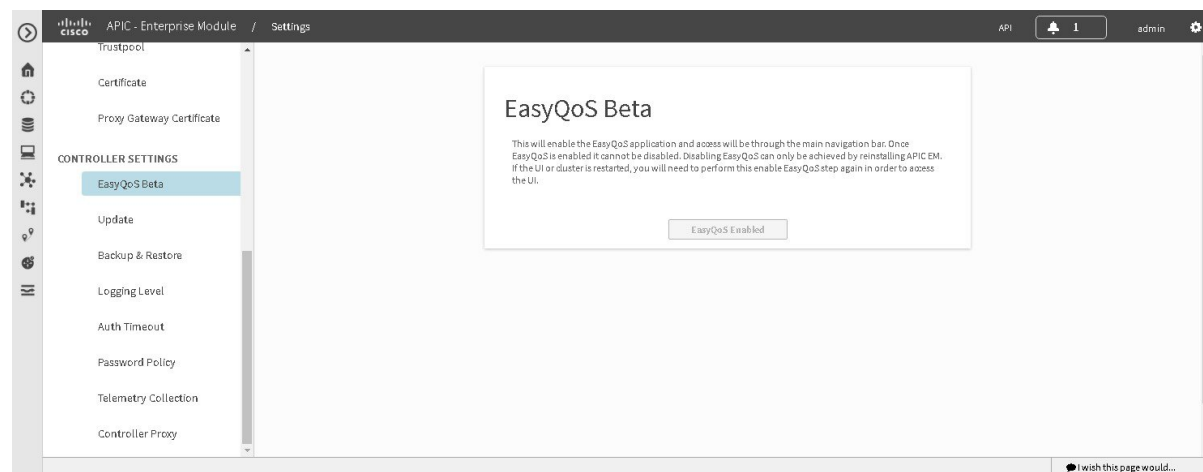 CISCO APIC - Enterprise Module / Settings
API
1
admin
Trustpool
Certificate
Proxy Gateway Certificate
CONTROLLER SETTINGS
EasyQoS Beta
Update
Backup & Restore
Logging Level
Auth Timeout
Password Policy
Telemetry Collection
Controller Proxy
EasyQoS Beta
This will enable the EasyQoS application and access will be through the main navigation bar. Once
EasyQoS is enabled it cannot be disabled. Disabling EasyQoS can only be achieved by reinstalling APIC EM.
If the UI or cluster is restarted, you will need to perform this enable EasyQoS step again in order to access
the UI.
EasyQoS Enabled
I wish this page would...